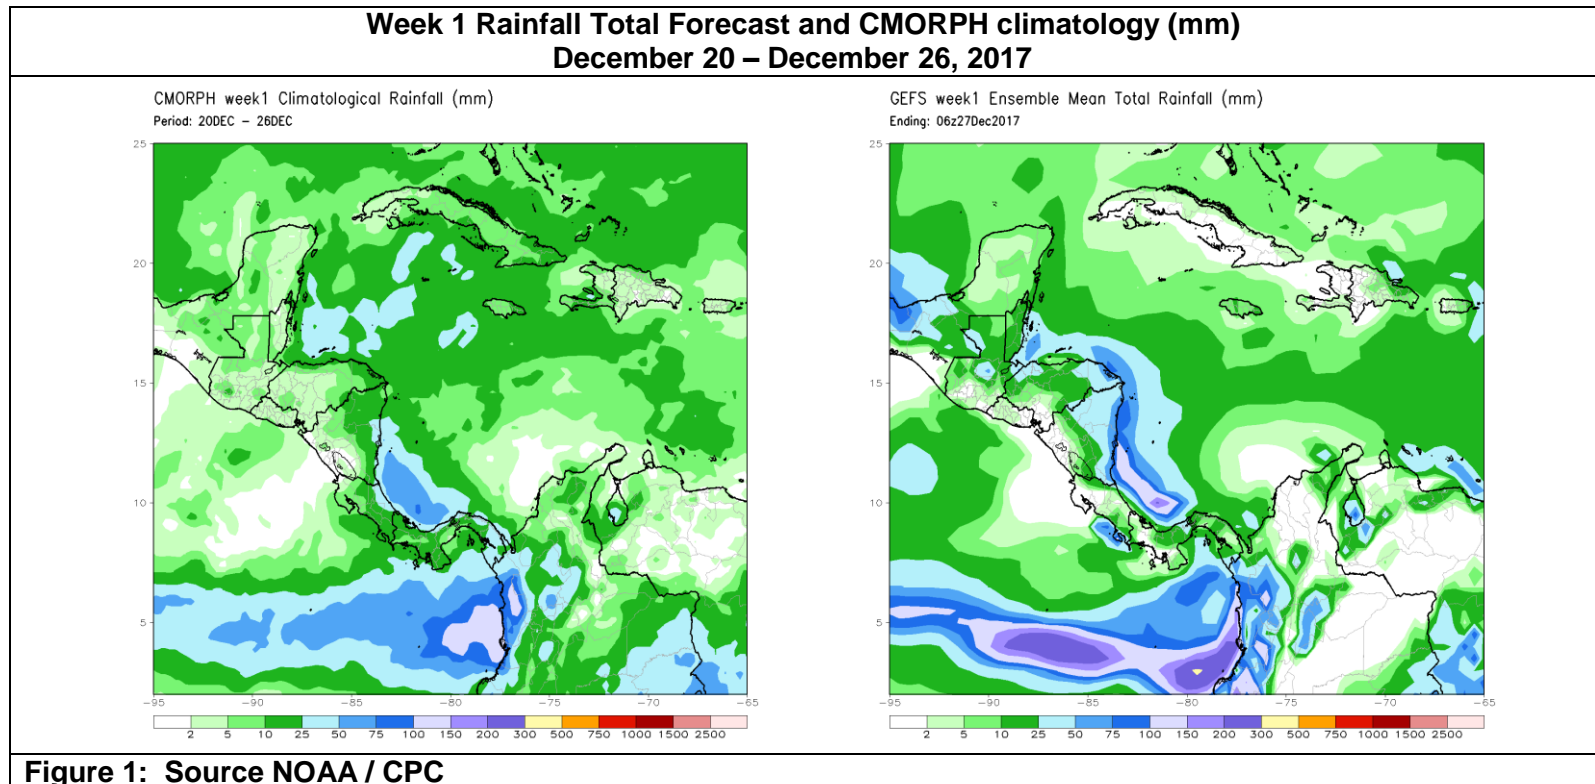 Week 1 Rainfall Total Forecast and CMORPH climatology (mm)
December 20 – December 26, 2017
CMORPH week1 Climatological Rainfall (mm)
Period: 20DEC – 26DEC
25
20
15
10
5
-95 -90 -85 -80 -75 -70 -65
2 5 10 25 50 75 100 150 200 300 500 750 1000 1500 2500
GEFS week1 Ensemble Mean Total Rainfall (mm)
Ending: 06z27Dec2017
25
20
15
10
5
-95 -90 -85 -80 -75 -70 -65
2 5 10 25 50 75 100 150 200 300 500 750 1000 1500 2500
Figure 1: Source NOAA / CPC